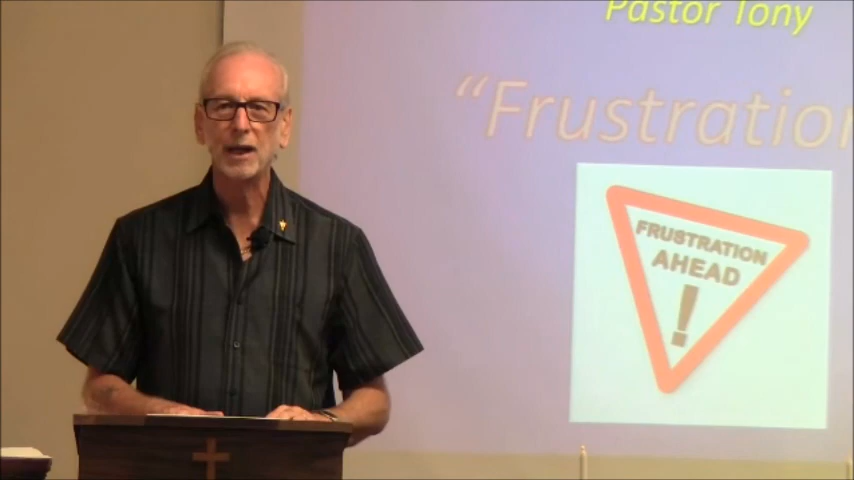 Pastor Tony
“Frustration
FRUSTRATION
AHEAD
!